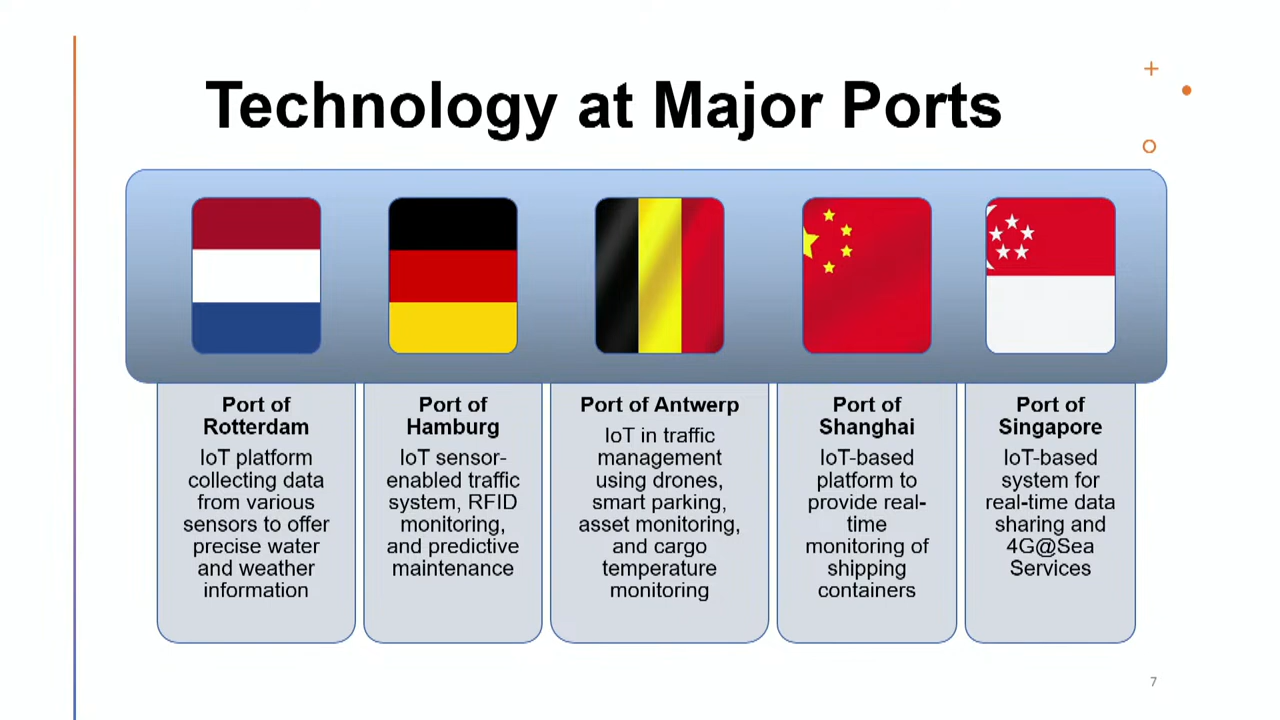 Technology at Major Ports
Port of
Rotterdam
IoT platform
collecting data
from various
sensors to offer
precise water
and weather
information
Port of
Hamburg
IoT sensor-
enabled traffic
system, RFID
monitoring,
and predictive
maintenance
Port of Antwerp
IoT in traffic
management
using drones,
smart parking,
asset monitoring,
and cargo
temperature
monitoring
Port of
Shanghai
IoT-based
platform to
provide real-
time
monitoring of
shipping
containers
Port of
Singapore
IoT-based
system for
real-time data
sharing and
4G@Sea
Services
7